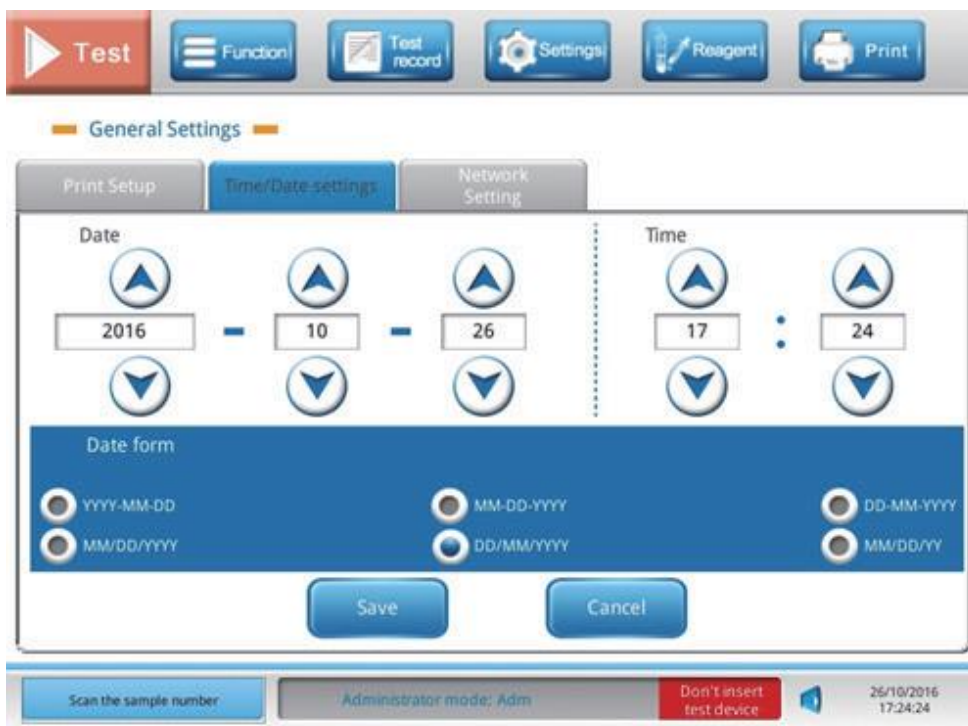 Test
Function
Test
record
Settings
Reagent
Print
General Settings
Print Setup
Time/Date settings
Network
Setting
Date
Time
2016 - 10 - 26
17 : 24
Date form
YYYY-MM-DD
MM-DD-YYYY
DD-MM-YYYY
MM/DD/YYYY
DD/MM/YYYY
MM/DD/YY
Save
Cancel
Scan the sample number
Administrator mode: Adm
Don't insert
test device
26/10/2016
17:24:24